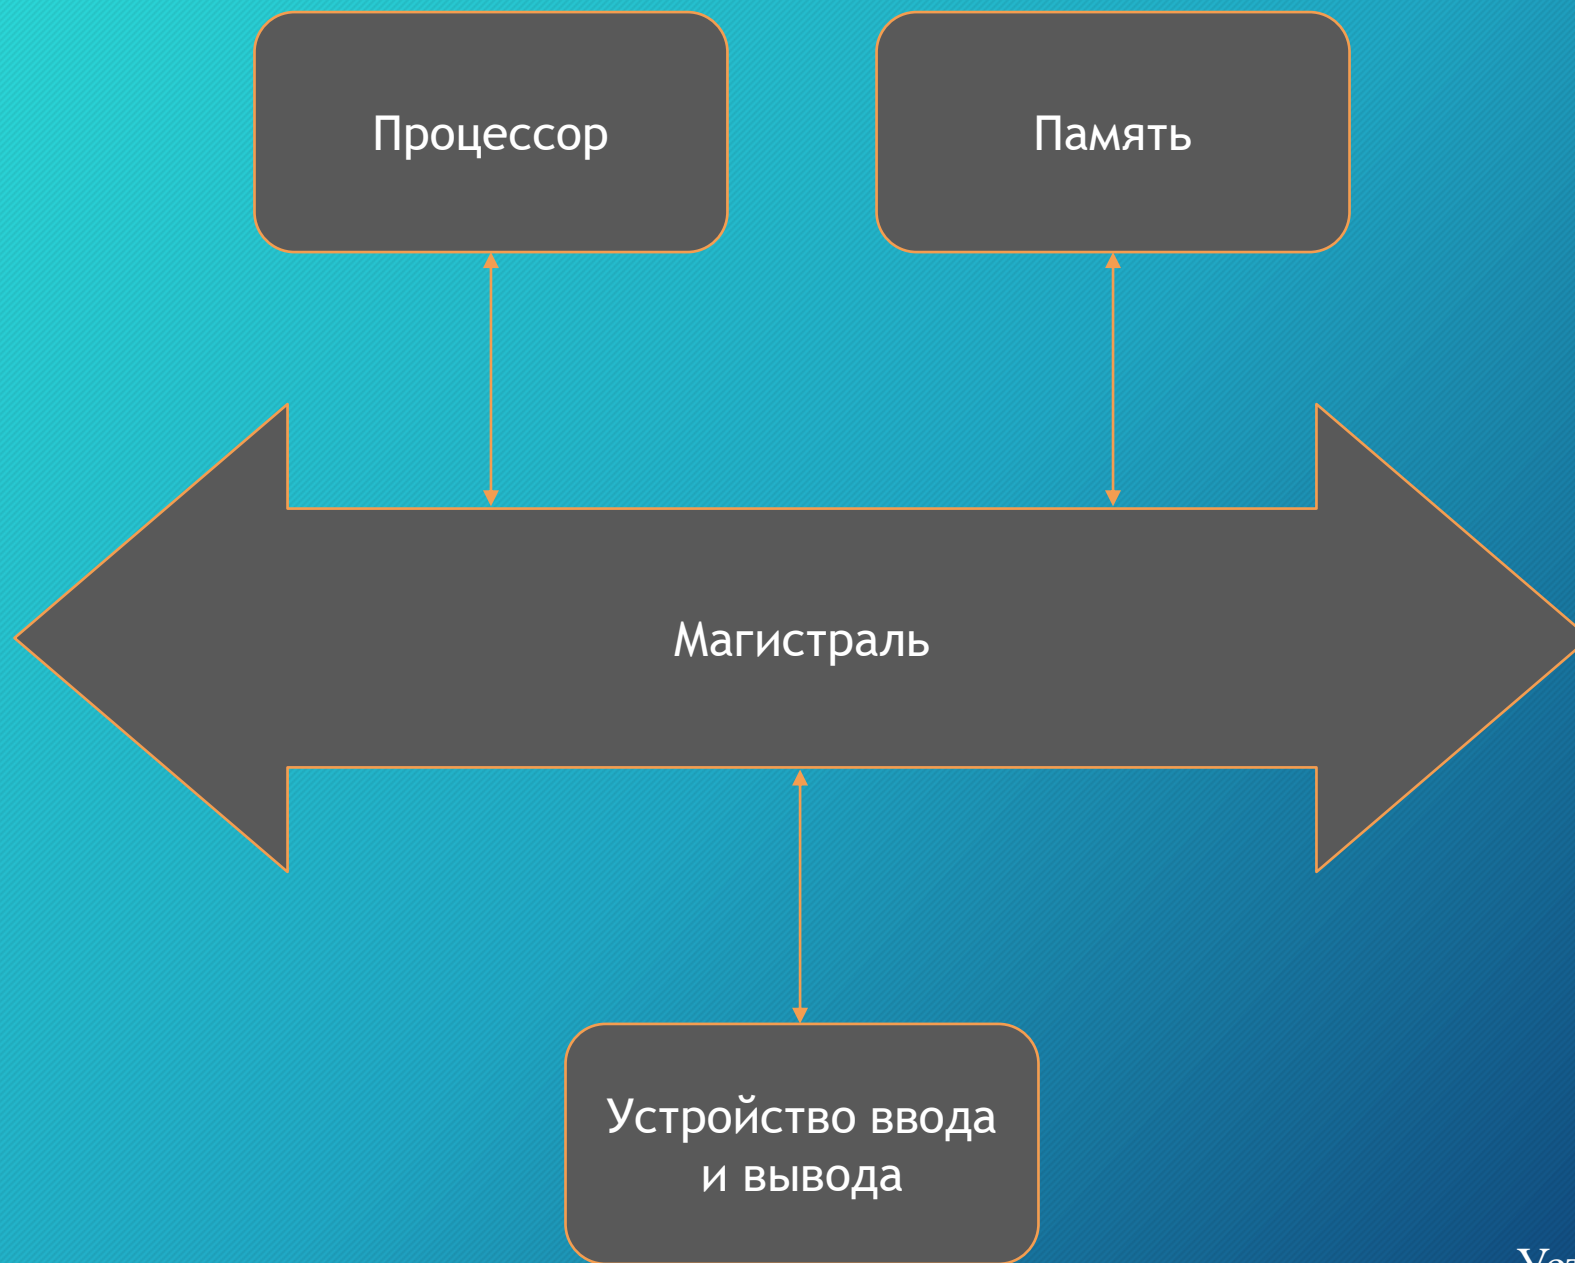 Процессор
Память
Магистраль
Устройство ввода
и вывода